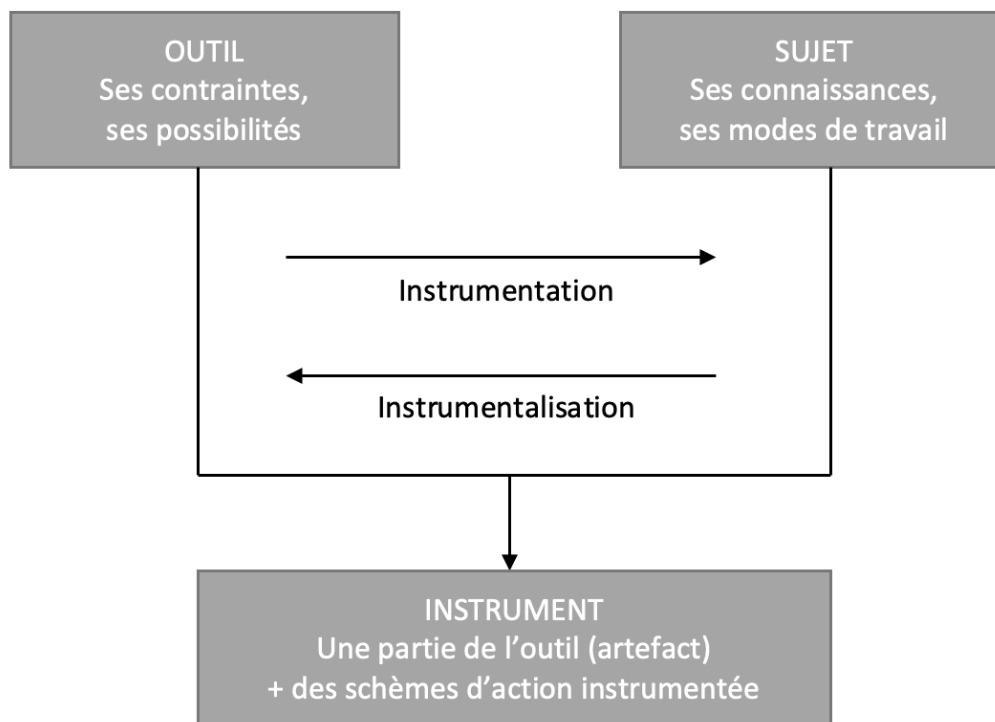 OUTIL
Ses contraintes,
ses possibilités
SUJET
Ses connaissances,
ses modes de travail
Instrumentation
Instrumentalisation
INSTRUMENT
Une partie de l’outil (artefact)
+ des schèmes d’action instrumentée